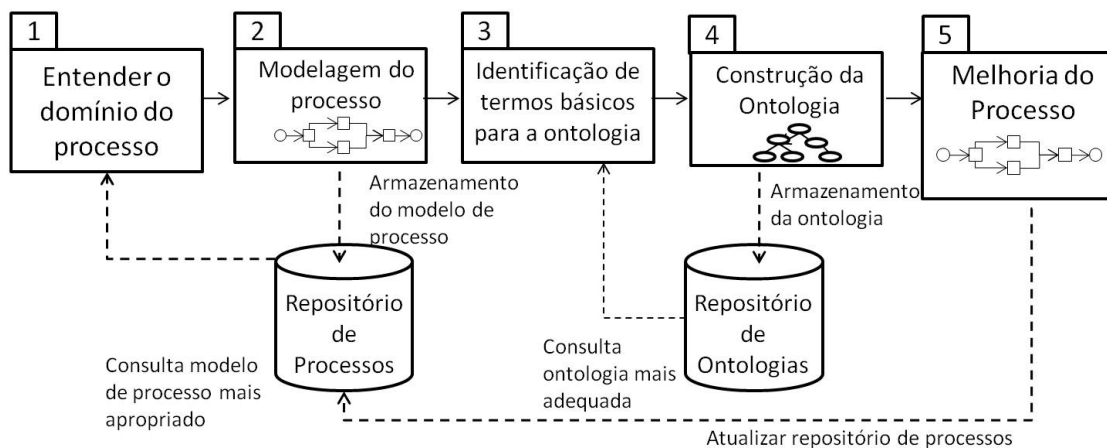 1
Entender o
domínio do
processo
2
Modelagem do
processo
3
Identificação de
termos básicos
para a ontologia
4
Construção da
Ontologia
5
Melhoria do
Processo
Armazenamento
do modelo de
processo
Armazenamento
da ontologia
Repositório
de
Processos
Repositório
de
Ontologias
Consulta modelo
de processo mais
apropriado
Consulta
ontologia mais
adequada
Atualizar repositório de processos